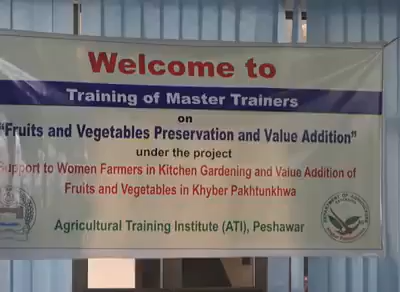 Welcome to
Training of Master Trainers
on
"Fruits and Vegetables Preservation and Value Addition"
under the project
Support to Women Farmers in Kitchen Gardening and Value Addition of
Fruits and Vegetables in Khyber Pakhtunkhwa
Agricultural Training Institute (ATI), Peshawar